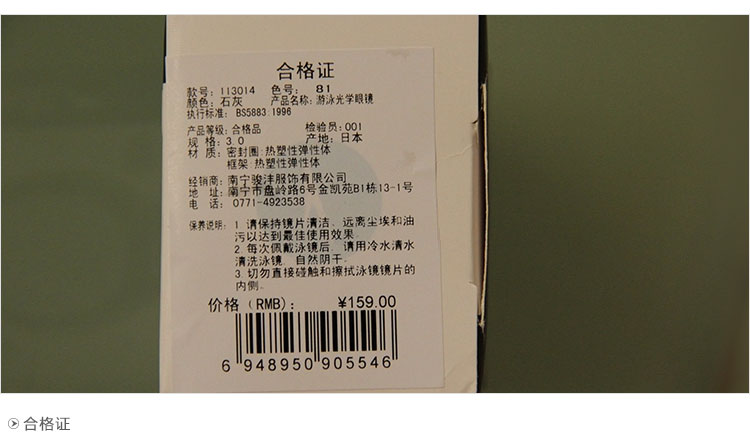 合格证
款号: 113014 色号: 81
颜色: 石灰 产品名称: 游泳光学眼镜
执行标准: BS5883:1996
产品等级: 合格品 检验员: 001
规 格: 3.0 产地: 日本
材 质: 密封圈: 热塑性弹性体
框架: 热塑性弹性体
经销商: 南宁骏沣服饰有限公司
地 址: 南宁市盘岭路6号金凯苑B1栋13-1号
电 话: 0771-4923538
保养说明: 1 请保持镜片清洁、远离尘埃和油
污以达到最佳使用效果。
2 每次佩戴泳镜后, 请用冷水清水
清洗泳镜, 自然阴干。
3 切勿直接碰触和擦拭泳镜镜片的
内侧。
价格 (RMB): ¥159.00
6 948950 905546
合格证